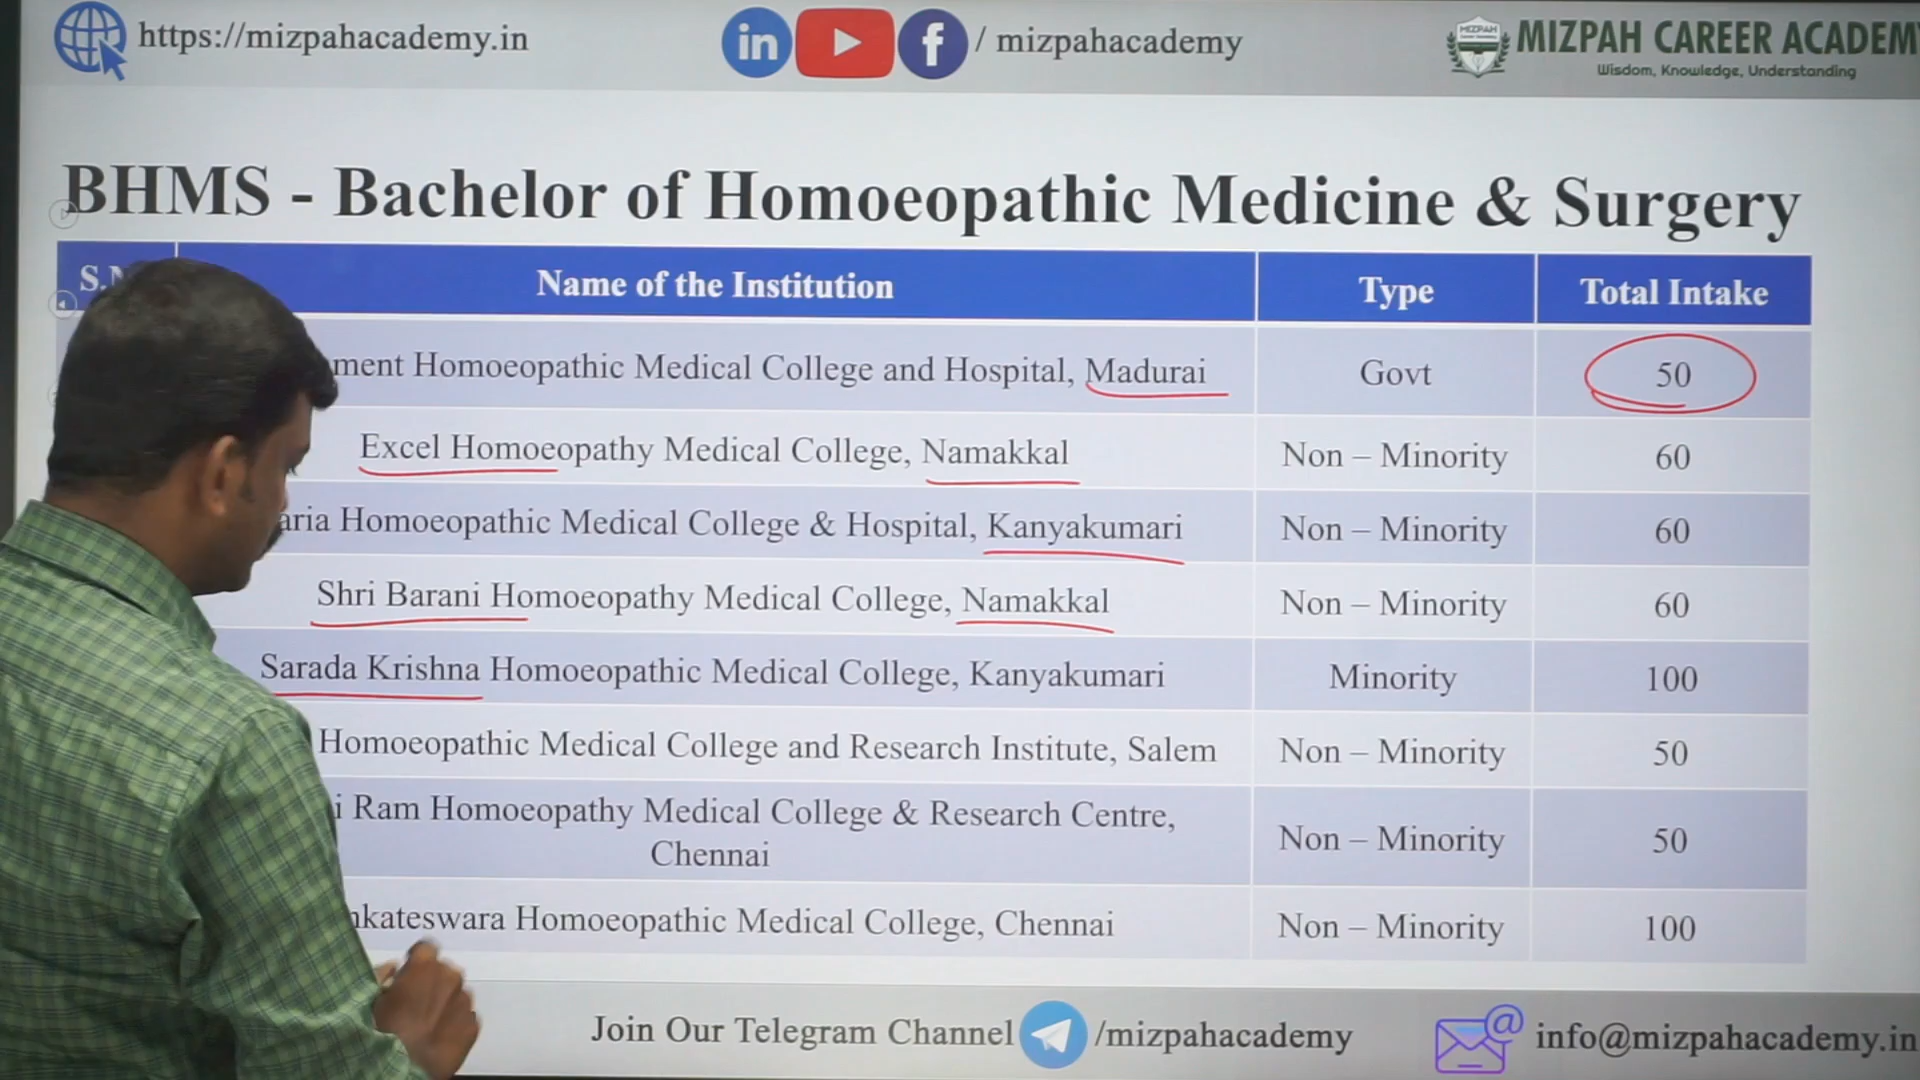 https://mizpahacademy.in
in f / mizpahacademy
MIZPAH
MIZPAH CAREER ACADEMY
Wisdom, Knowledge, Understanding
BHMS - Bachelor of Homoeopathic Medicine & Surgery
Name of the Institution Type Total Intake
Homoeopathic Medical College and Hospital, Madurai Govt 50
Excel Homoeopathy Medical College, Namakkal Non – Minority 60
Homoeopathic Medical College & Hospital, Kanyakumari Non – Minority 60
Shri Barani Homoeopathy Medical College, Namakkal Non – Minority 60
Sarada Krishna Homoeopathic Medical College, Kanyakumari Minority 100
Homoeopathic Medical College and Research Institute, Salem Non – Minority 50
Ram Homoeopathy Medical College & Research Centre,
Chennai Non – Minority 50
Homoeopathic Medical College, Chennai Non – Minority 100
Join Our Telegram Channel /mizpahacademy
@ info@mizpahacademy.in